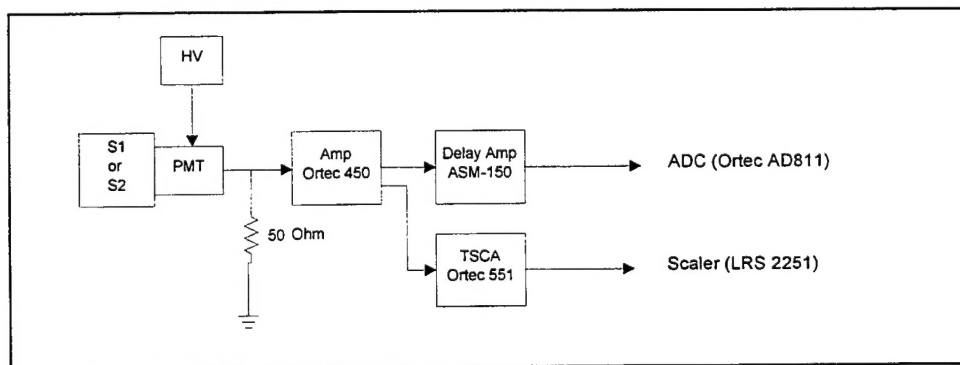 HV
S1
or
S2
PMT
50 Ohm
Amp
Ortec 450
Delay Amp
ASM-150
ADC (Ortec AD811)
TSCA
Ortec 551
Scaler (LRS 2251)